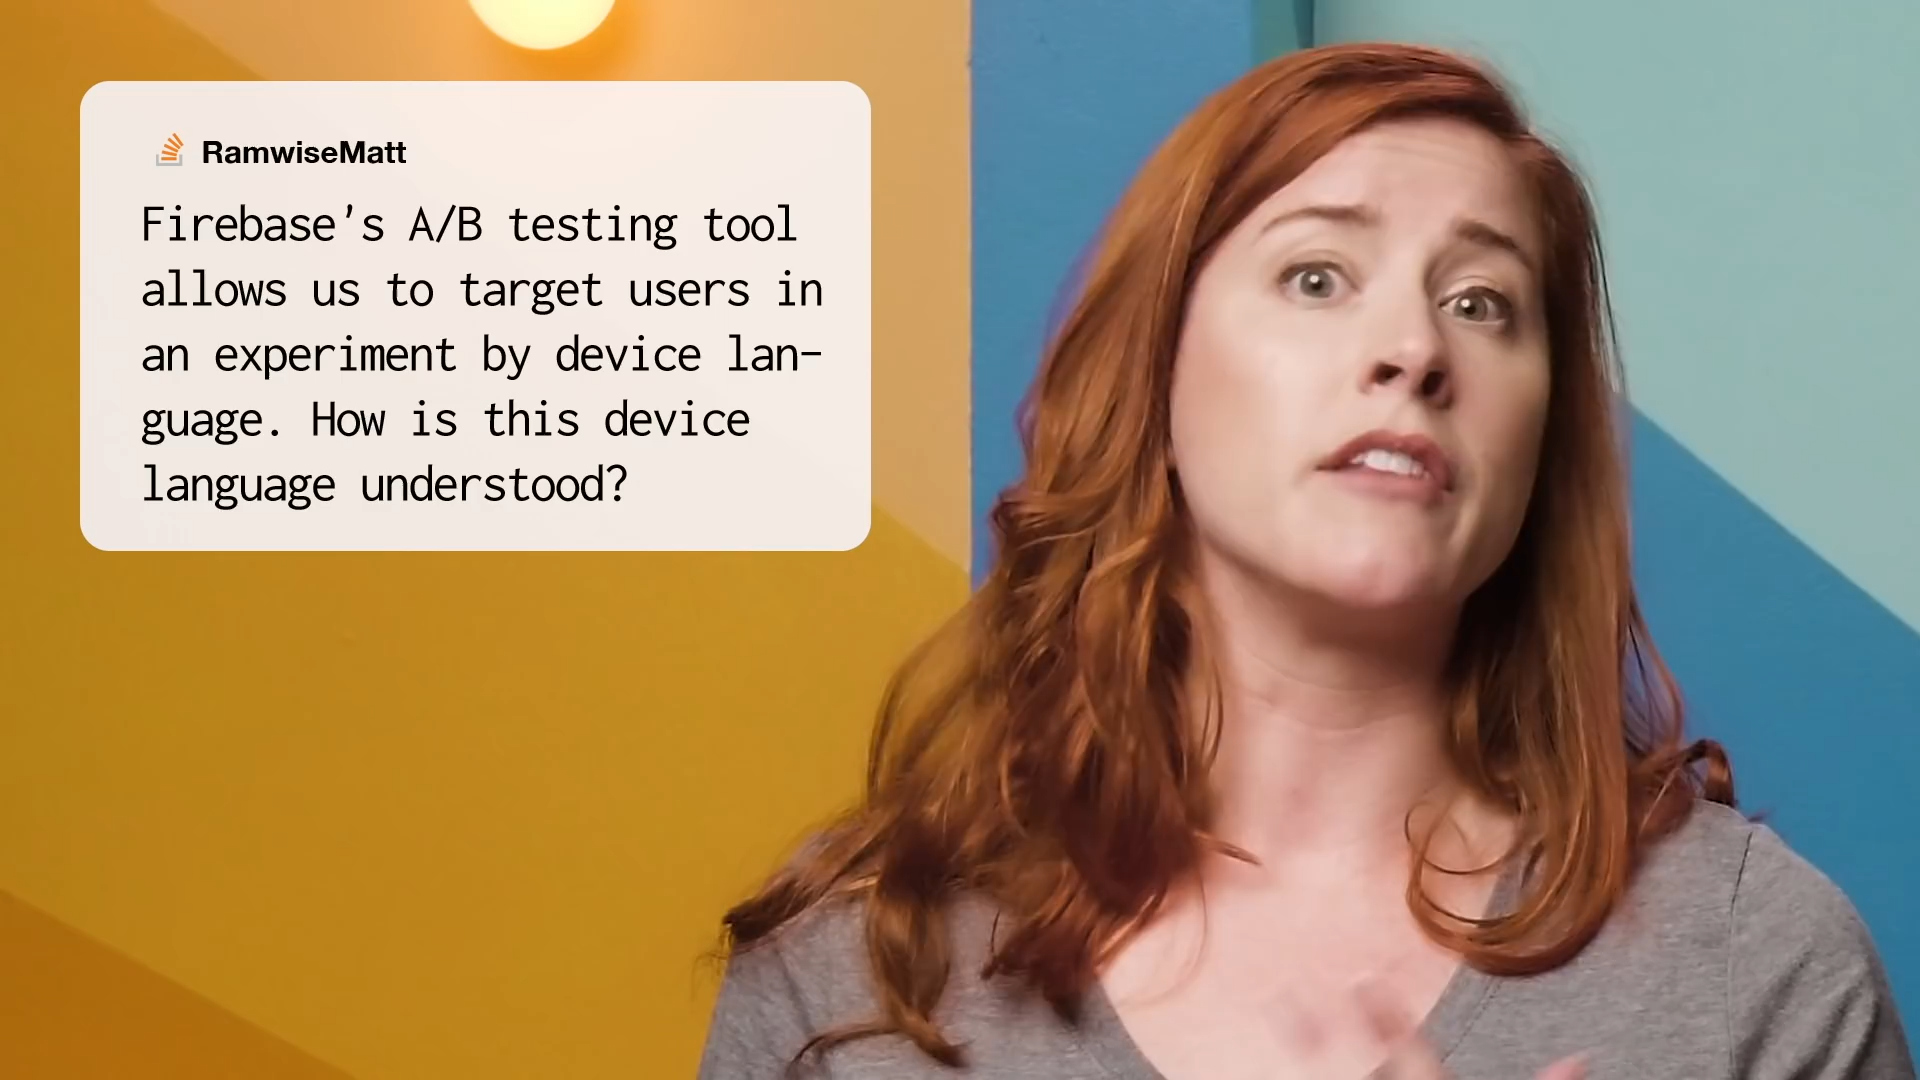 RamwiseMatt
Firebase's A/B testing tool
allows us to target users in
an experiment by device lan-
guage. How is this device
language understood?